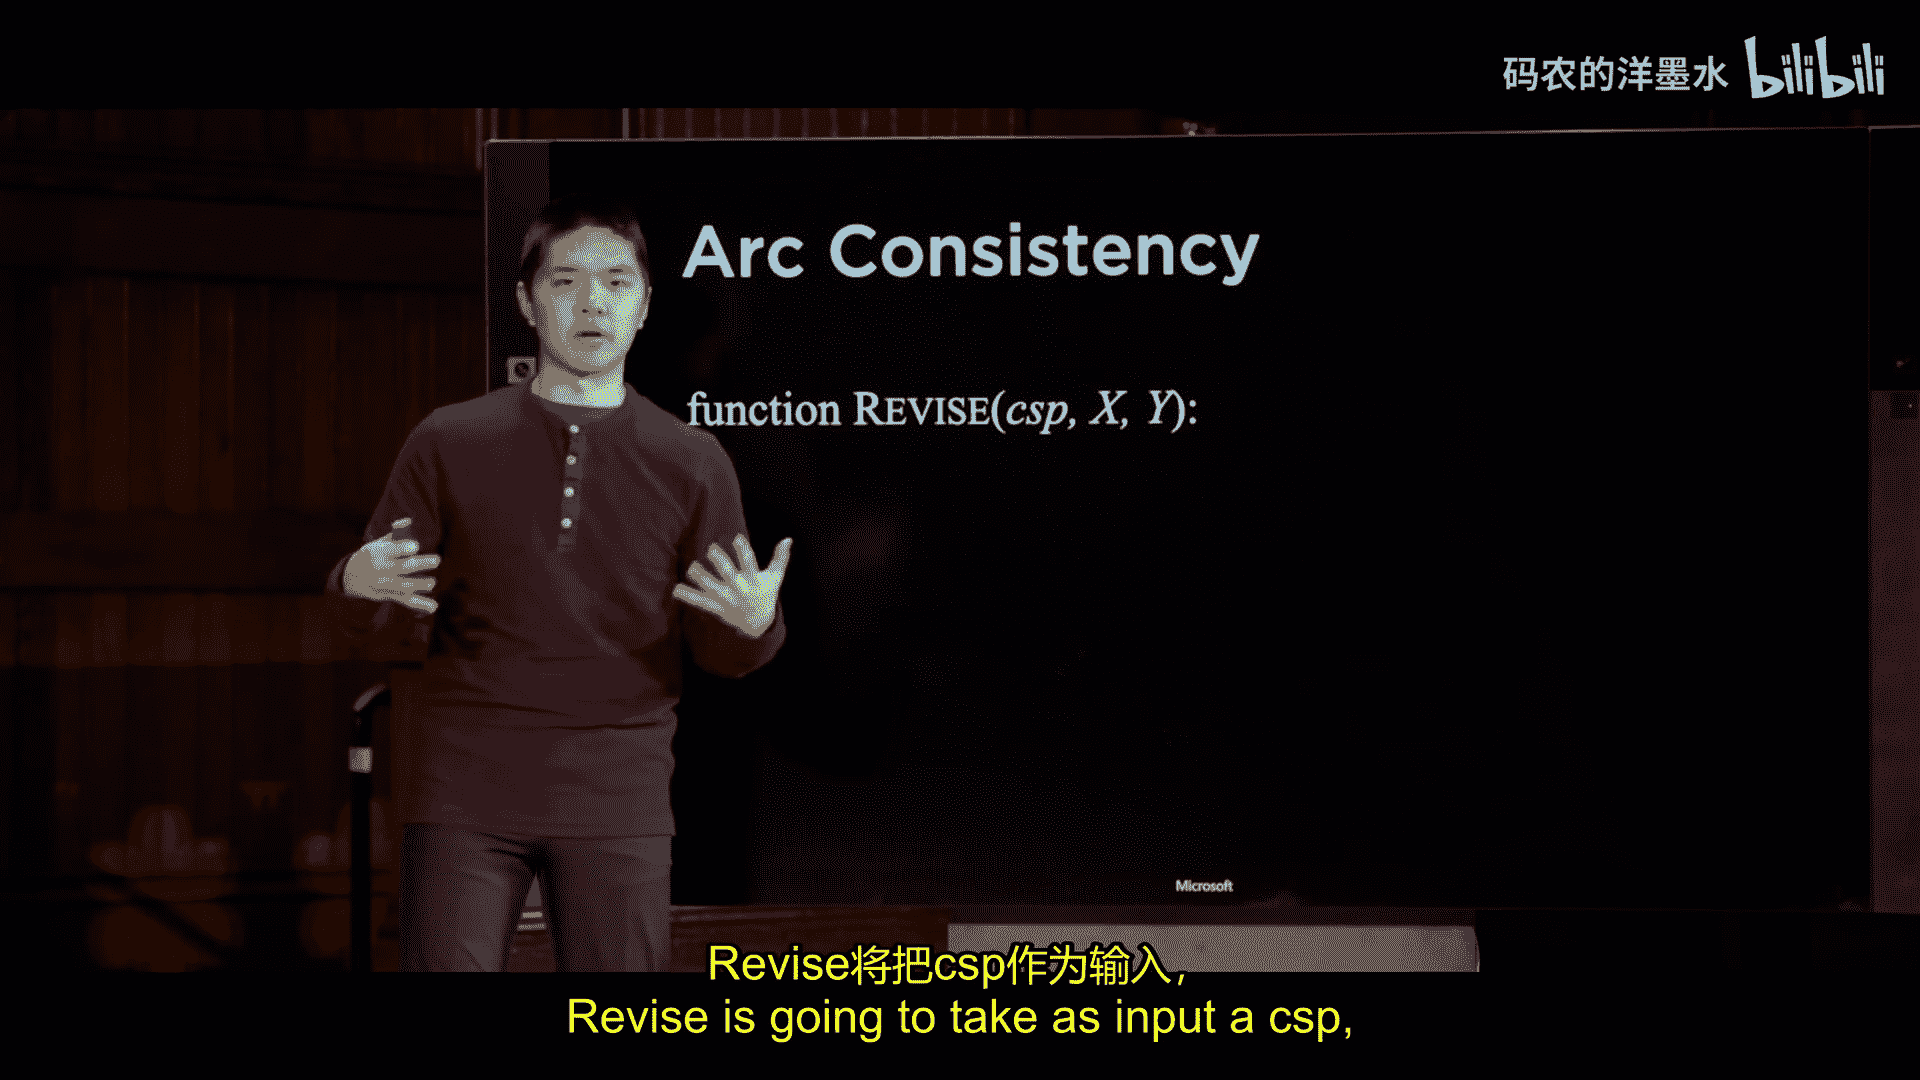 码农的洋墨水 bilibili
Arc Consistency
function REVISE(csp, X, Y):
Microsoft
Revise将把csp作为输入，
Revise is going to take as input a csp,